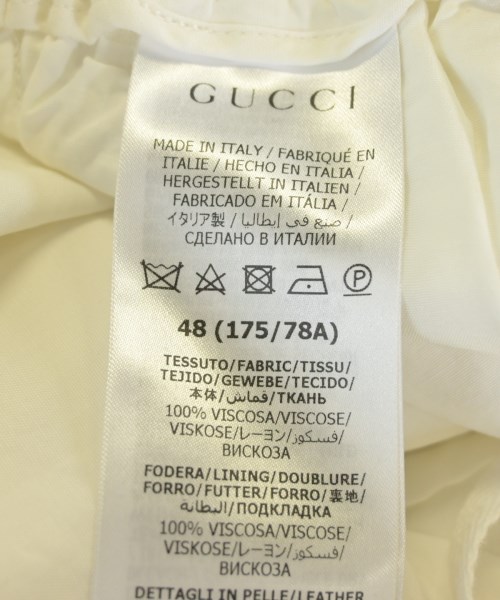 GUCCI
MADE IN ITALY / FABRIQUÉ EN
ITALIE / HECHO EN ITALIA /
HERGESTELLT IN ITALIEN /
FABRICADO EM ITÁLIA /
イタリア製 / صنع في إيطاليا /
СДЕЛАНО В ИТАЛИИ
P
48 (175/78A)
TESSUTO/FABRIC/TISSU/
TEJIDO/GEWEBE/TECIDO/
本体/قماش/ТКАНЬ
100% VISCOSA/VISCOSE/
VISKOSE/レーヨン/فسكوز/
ВИСКОЗА
FODERA/LINING/DOUBLURE/
FORRO/FUTTER/FORRO/裏地/
البطانية/ПОДКЛАДКА
100% VISCOSA/VISCOSE/
VISKOSE/レーヨン/فسكوز/
ВИСКОЗА
DETTAGLI IN PELLE/LEATHER